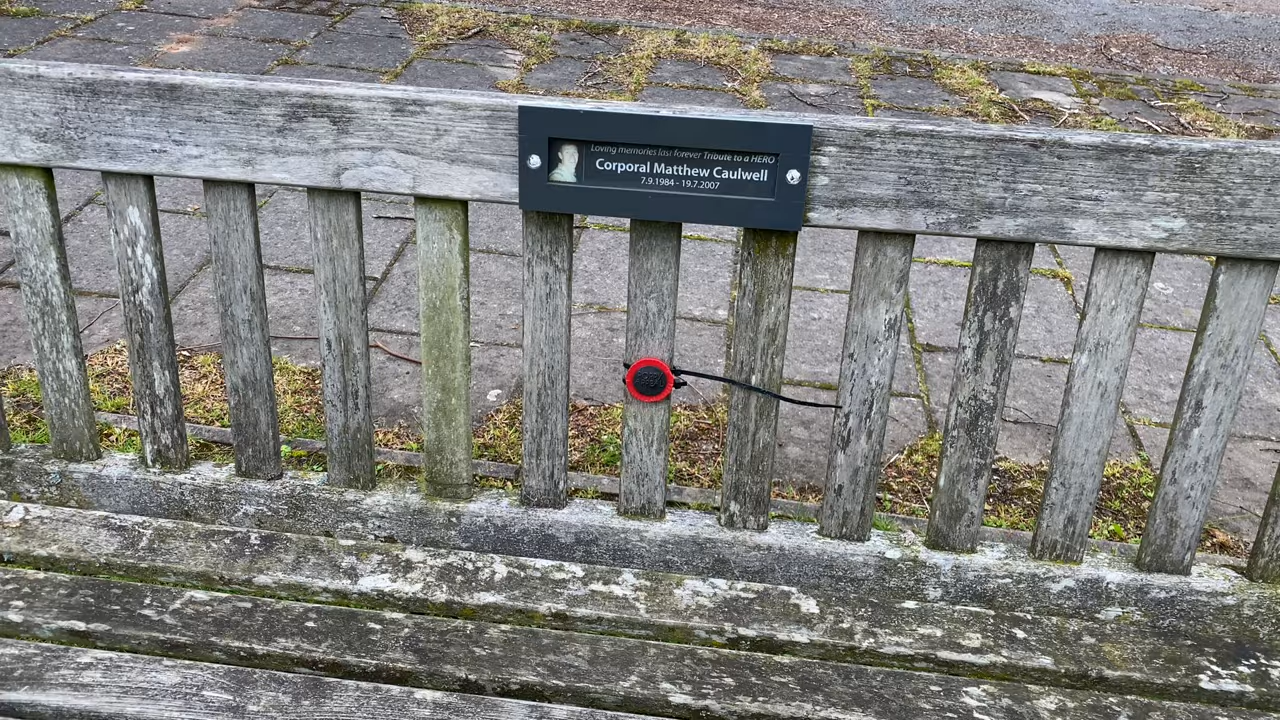 Loving memories last forever Tribute to a HERO
Corporal Matthew Caulwell
7.9.1984 - 19.7.2007